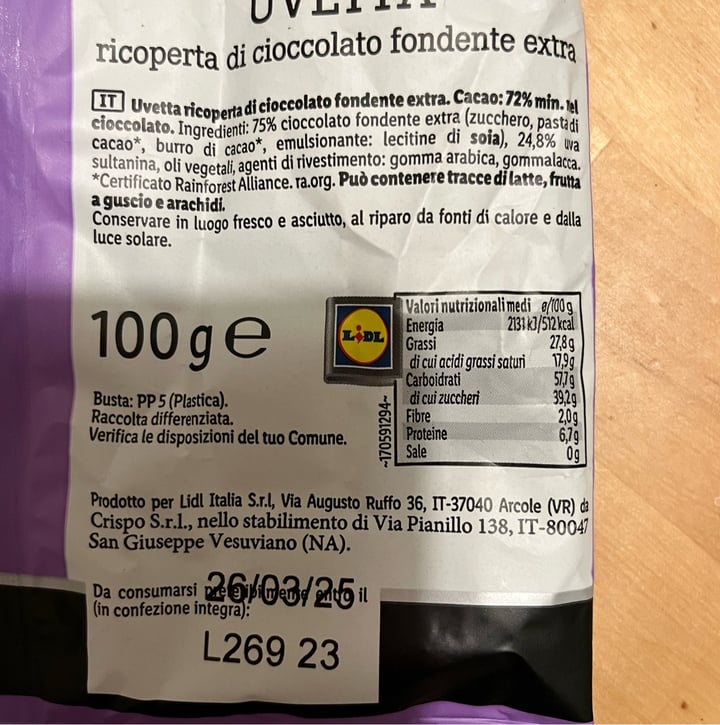 UVETTA
ricoperta di cioccolato fondente extra
IT Uvetta ricoperta di cioccolato fondente extra. Cacao: 72% min. nel
cioccolato. Ingredienti: 75% cioccolato fondente extra (zucchero, pasta di
cacao*, burro di cacao*, emulsionante: lecitine di soia), 24,8% uva
sultanina, oli vegetali, agenti di rivestimento: gomma arabica, gommalacca.
*Certificato Rainforest Alliance. ra.org. Può contenere tracce di latte, frutta
a guscio e arachidi.
Conservare in luogo fresco e asciutto, al riparo da fonti di calore e dalla
luce solare.
100 g e
LIDL
Valori nutrizionali medi ø/100 g
Energia 2131 kJ/512 kcal
Grassi 27,8 g
di cui acidi grassi saturi 17,9 g
Carboidrati 57,7 g
di cui zuccheri 39,2 g
Fibre 2,0 g
Proteine 6,7 g
Sale 0 g
~170591294~
Busta: PP 5 (Plastica).
Raccolta differenziata.
Verifica le disposizioni del tuo Comune.
Prodotto per Lidl Italia S.r.l, Via Augusto Ruffo 36, IT-37040 Arcole (VR) da
Crispo S.r.l., nello stabilimento di Via Pianillo 138, IT-80047
San Giuseppe Vesuviano (NA).
Da consumarsi preferibilmente entro il
26/03/25
(in confezione integra):
L269 23